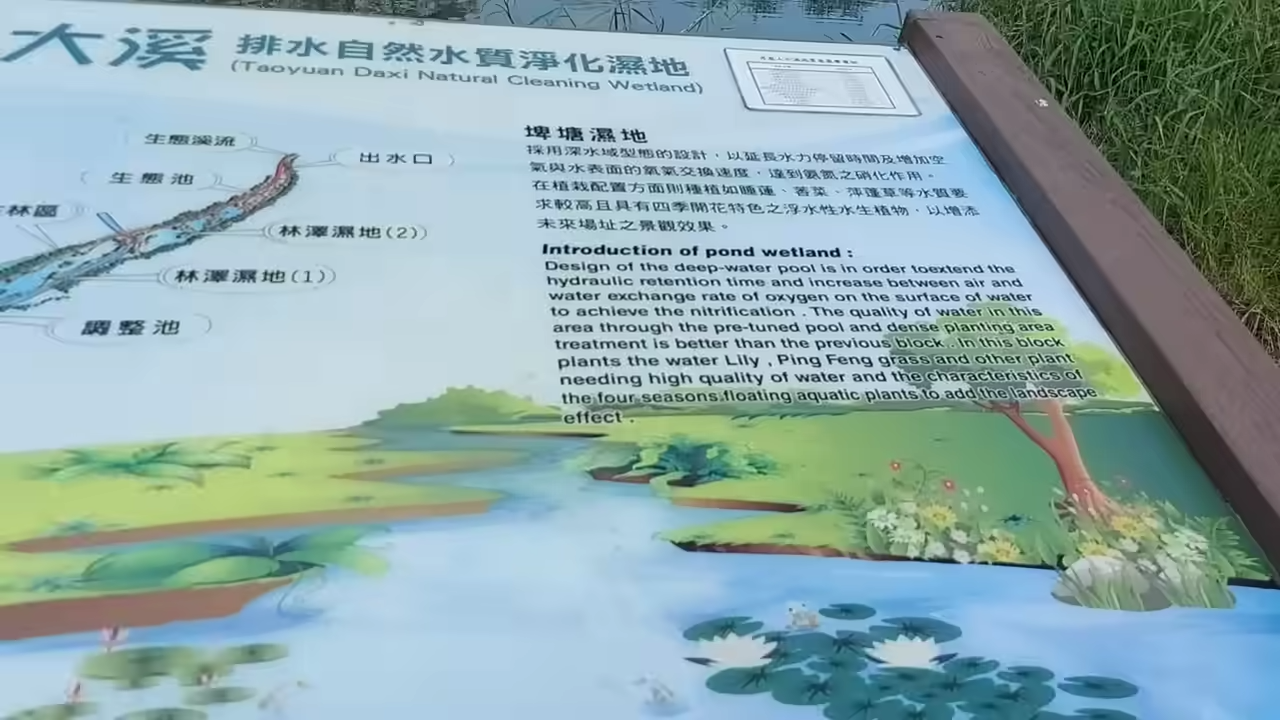 大溪 排水自然水質淨化濕地
(Taoyuan Daxi Natural Cleaning Wetland)
生態溪流
出水口
生態池
林區
林澤濕地(2)
林澤濕地(1)
調整池
埤塘濕地
採用深水域型態的設計，以延長水力停留時間及增加空
氣與水表面的氧氣交換速度，達到氨氮之硝化作用。
在植栽配置方面則種植如睡蓮、荇菜、萍蓬草等水質要
求較高且具有四季開花特色之浮水性水生植物，以增添
未來場址之景觀效果。
Introduction of pond wetland :
Design of the deep-water pool is in order toextend the
hydraulic retention time and increase between air and
water exchange rate of oxygen on the surface of water
to achieve the nitrification . The quality of water in this
area through the pre-tuned pool and dense planting area
treatment is better than the previous block . In this block
plants the water Lily , Ping Feng grass and other plant
needing high quality of water and the characteristics of
the four seasons floating aquatic plants to add the landscape
effect .